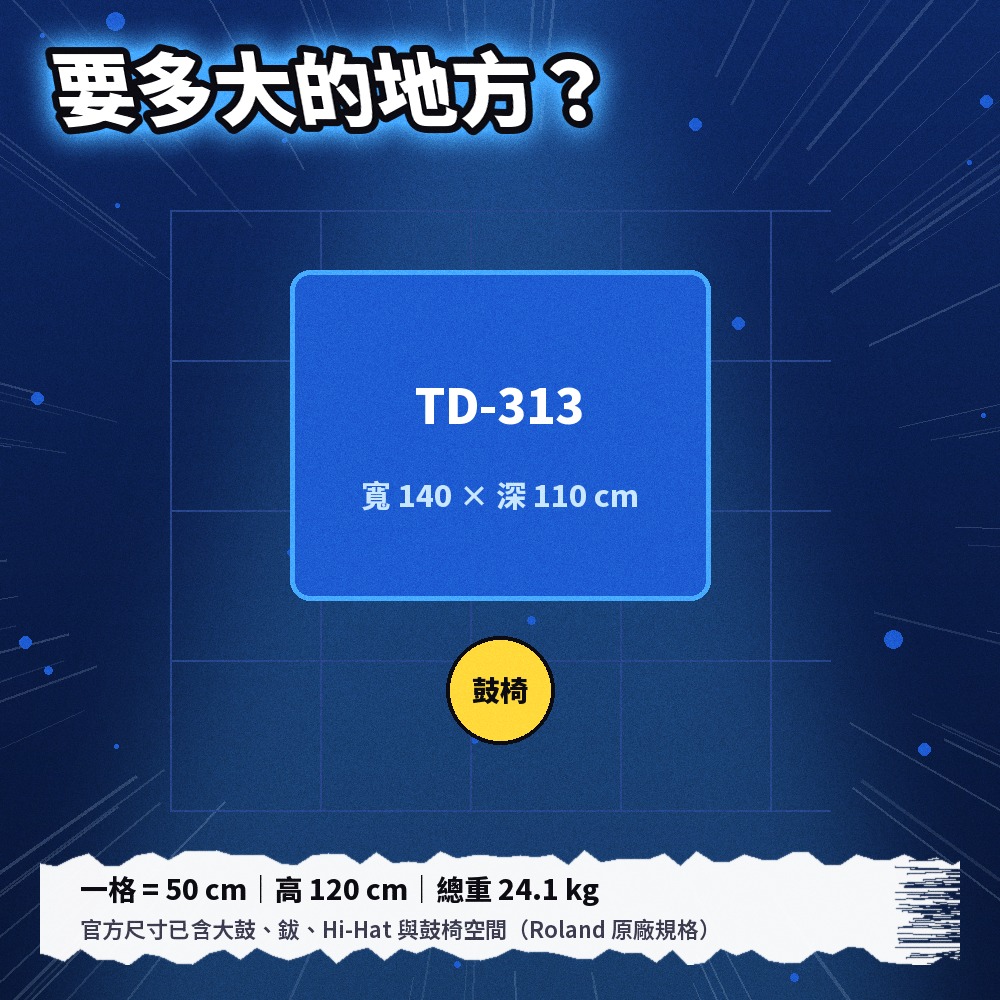 要多大的地方？
TD-313
寬 140 × 深 110 cm
鼓椅
一格 = 50 cm｜高 120 cm｜總重 24.1 kg
官方尺寸已含大鼓、鈸、Hi-Hat 與鼓椅空間（Roland 原廠規格）